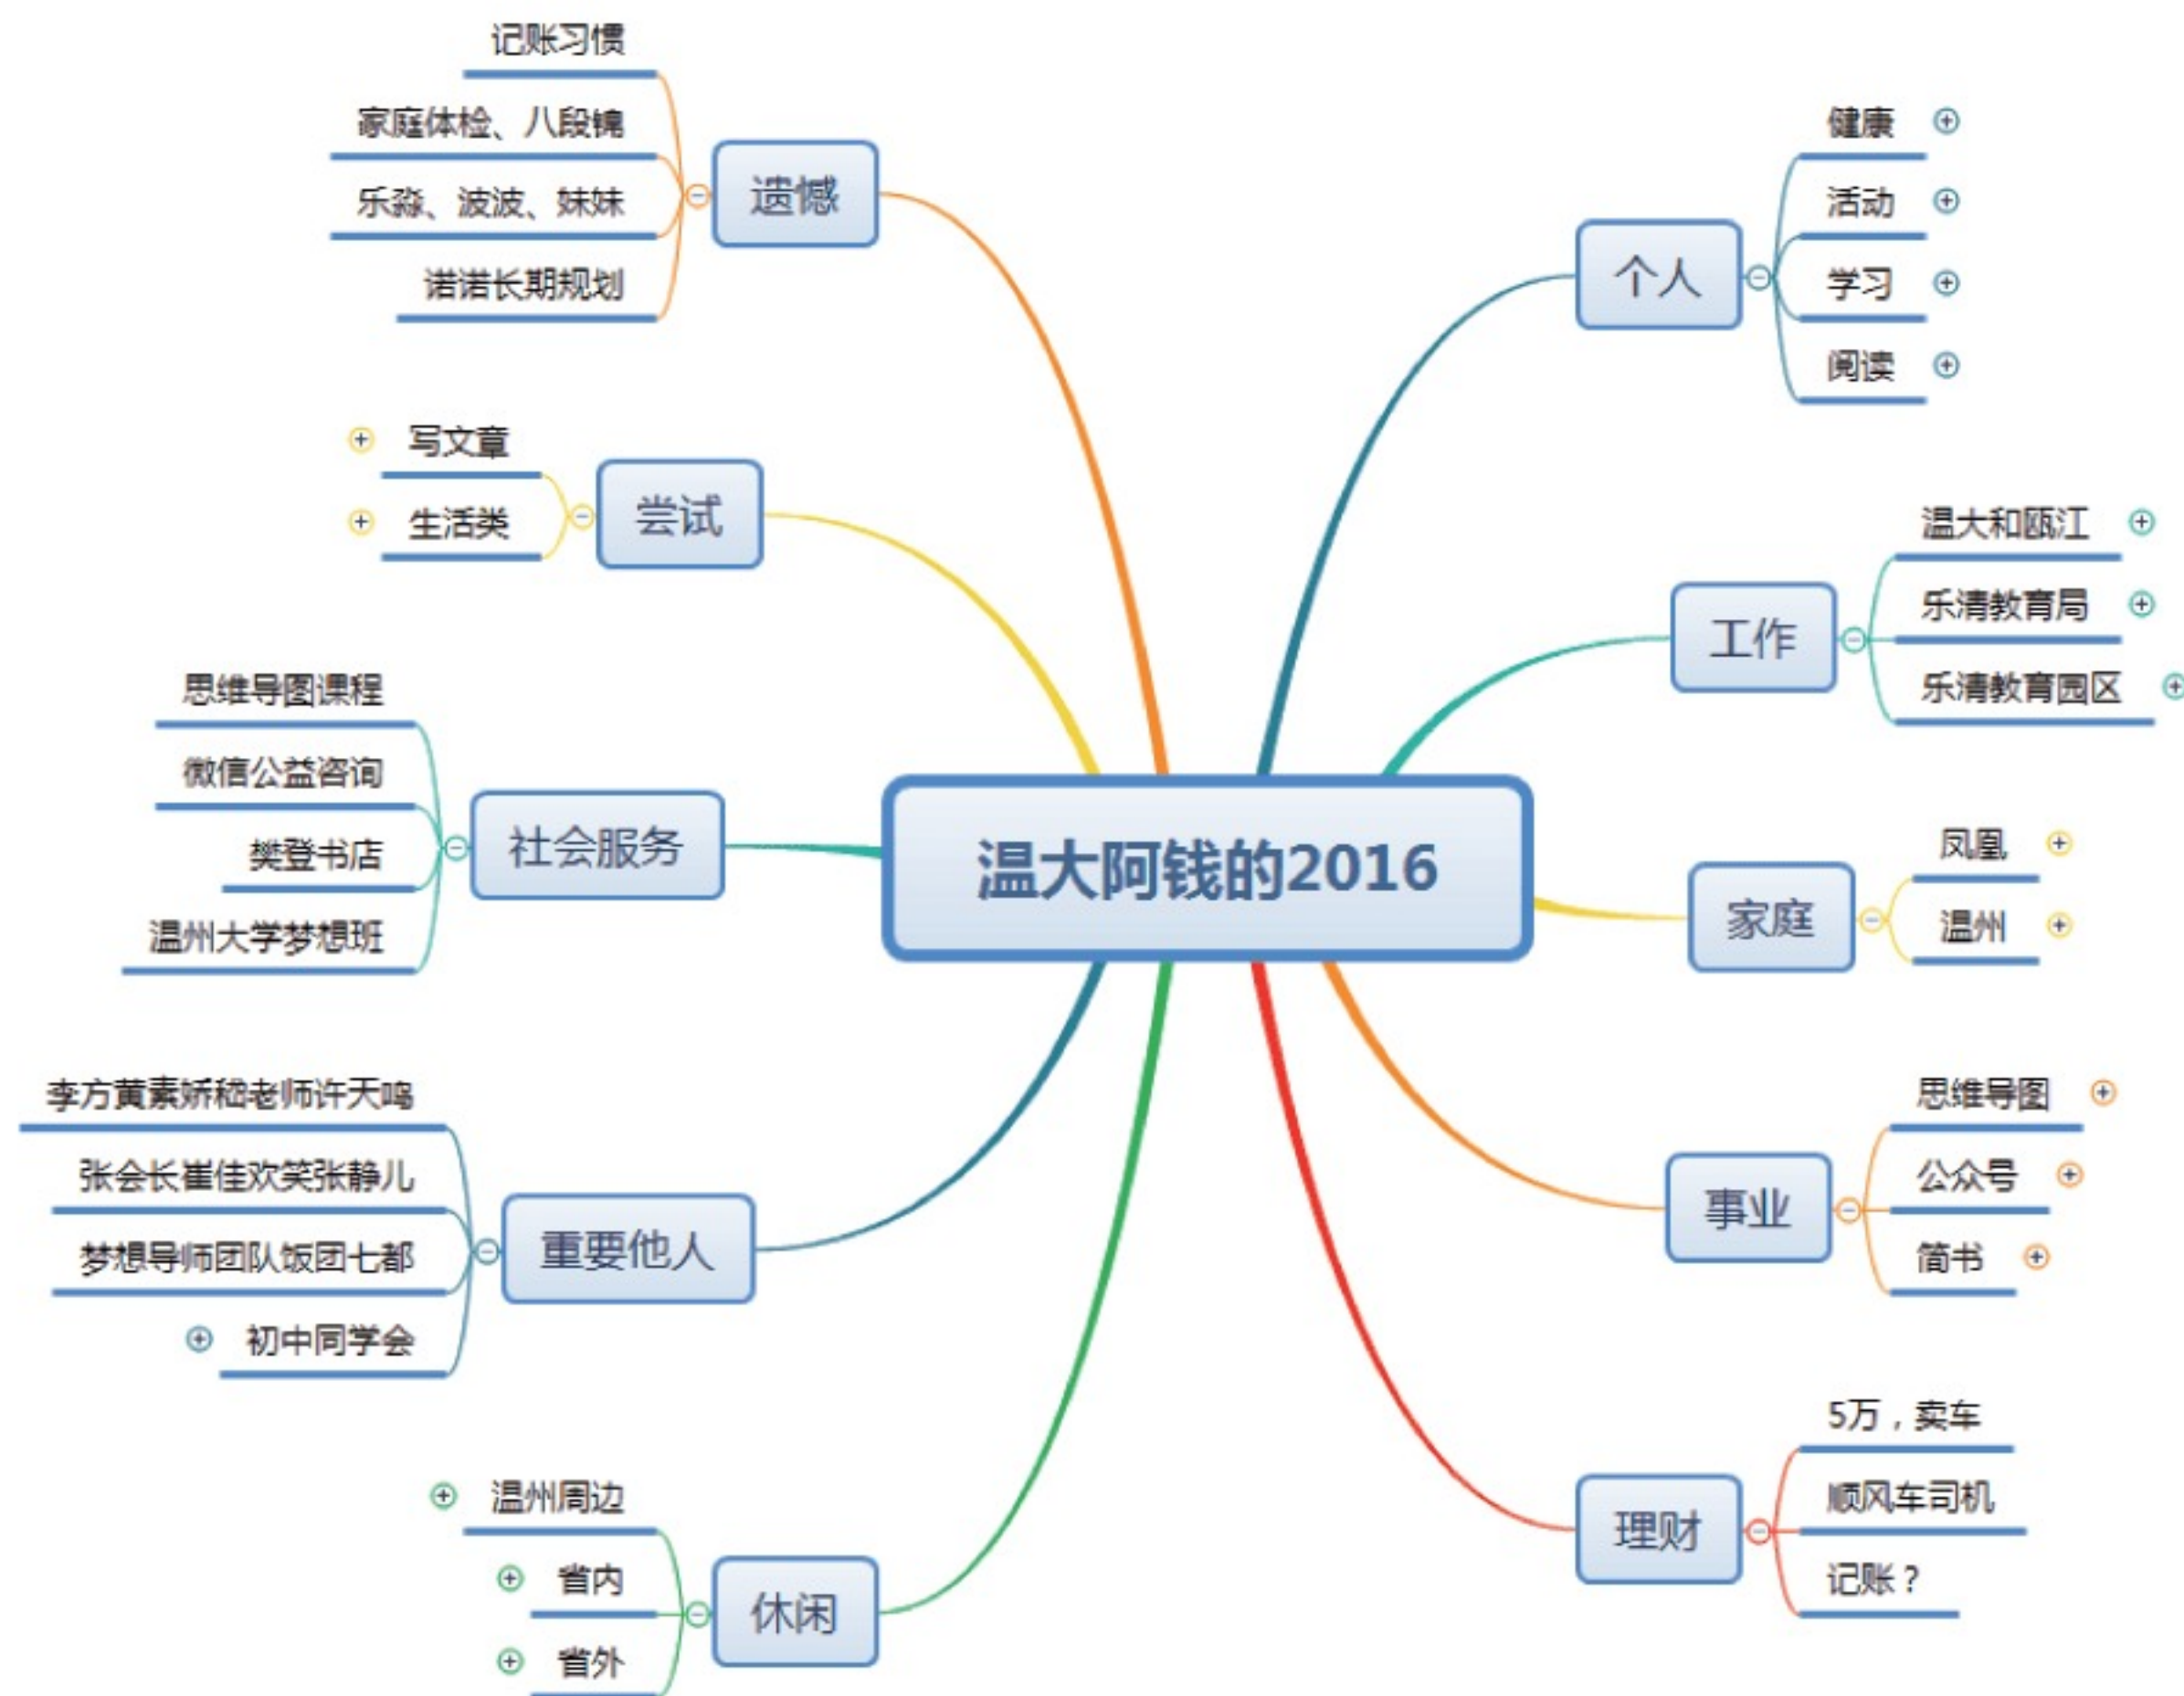 温大阿钱的2016
个人
健康
活动
学习
阅读
工作
温大和瓯江
乐清教育局
乐清教育园区
家庭
凤凰
温州
事业
思维导图
公众号
简书
理财
5万，卖车
顺风车司机
记账？
遗憾
记账习惯
家庭体检、八段锦
乐淼、波波、妹妹
诺诺长期规划
尝试
写文章
生活类
社会服务
思维导图课程
微信公益咨询
樊登书店
温州大学梦想班
重要他人
李方黄素娇嵇老师许天鸣
张会长崔佳欢笑张静儿
梦想导师团队饭团七都
初中同学会
休闲
温州周边
省内
省外